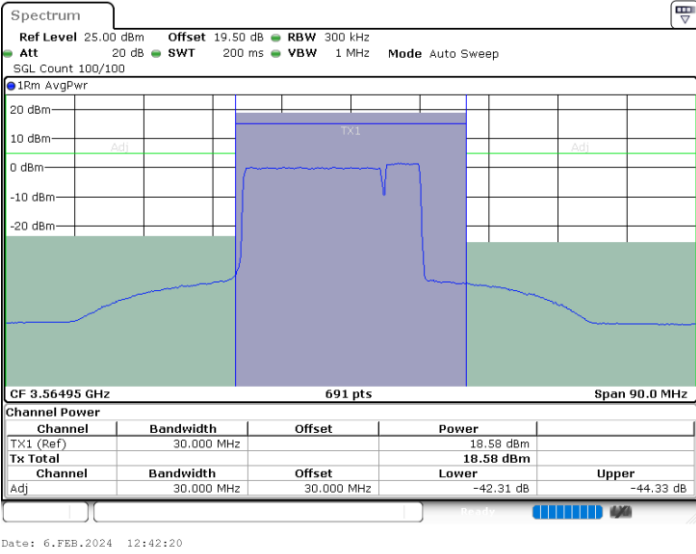 Spectrum
Ref Level 25.00 dBm Offset 19.50 dB RBW 300 kHz
Att 20 dB SWT 200 ms VBW 1 MHz Mode Auto Sweep
SGL Count 100/100
1Rm AvgPwr
20 dBm
TX1
Adj Adj
10 dBm
0 dBm
-10 dBm
-20 dBm
CF 3.56495 GHz 691 pts Span 90.0 MHz
Channel Power
Channel Bandwidth Offset Power
TX1 (Ref) 30.000 MHz 18.58 dBm
Tx Total 18.58 dBm
Channel Bandwidth Offset Lower Upper
Adj 30.000 MHz 30.000 MHz -42.31 dB -44.33 dB
Ready
Date: 6.FEB.2024 12:42:20